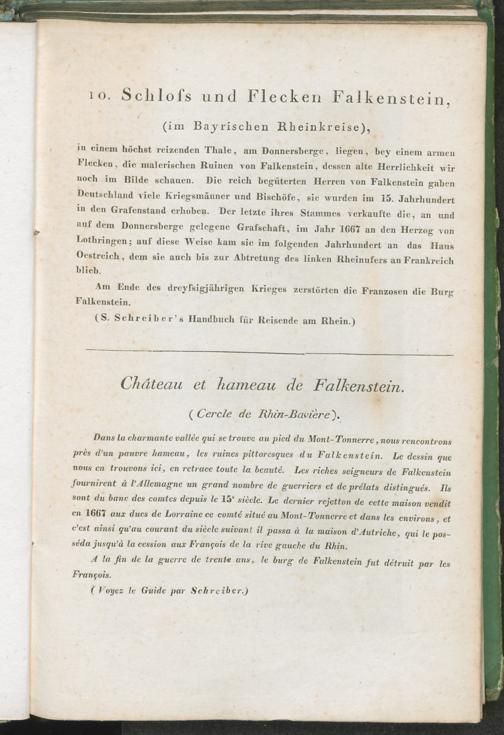 10. Schloſs und Flecken Falkenstein,
(im Bayrischen Rheinkreise),
in einem höchst reizenden Thale, am Donnersberge, liegen, bey einem armen
Flecken, die malerischen Ruinen von Falkenstein, dessen alte Herrlichkeit wir
noch im Bilde schauen. Die reich begüterten Herren von Falkenstein gaben
Deutschland viele Kriegsmänner und Bischöfe, sie wurden im 15. Jahrhundert
in den Grafenstand erhoben. Der letzte ihres Stammes verkaufte die, an und
auf dem Donnersberge gelegene Grafschaft, im Jahr 1667 an den Herzog von
Lothringen; auf diese Weise kam sie im folgenden Jahrhundert an das Haus
Oestreich, dem sie auch bis zur Abtretung des linken Rheinufers an Frankreich
blieb.
Am Ende des dreyſsigjährigen Krieges zerstörten die Franzosen die Burg
Falkenstein.
(S. Schreiber's Handbuch für Reisende am Rhein.)
Château et hameau de Falkenstein.
(Cercle de Rhin-Bavière).
Dans la charmante vallée qui se trouve au pied du Mont-Tonnerre, nous rencontrons
près d'un pauvre hameau, les ruines pittoresques du Falkenstein. Le dessin que
nous en trouvons ici, en retrace toute la beauté. Les riches seigneurs de Falkenstein
fournirent à l'Allemagne un grand nombre de guerriers et de prélats distingués. Ils
sont du banc des comtes depuis le 15e siècle. Le dernier rejetton de cette maison vendit
en 1667 aux ducs de Lorraine ce comté situé au Mont-Tonnerre et dans les environs, et
c'est ainsi qu'au courant du siècle suivant il passa à la maison d'Autriche, qui le pos-
séda jusqu'à la cession aux François de la rive gauche du Rhin.
A la fin de la guerre de trente ans, le burg de Falkenstein fut détruit par les
François.
(Voyez le Guide par Schreiber.)